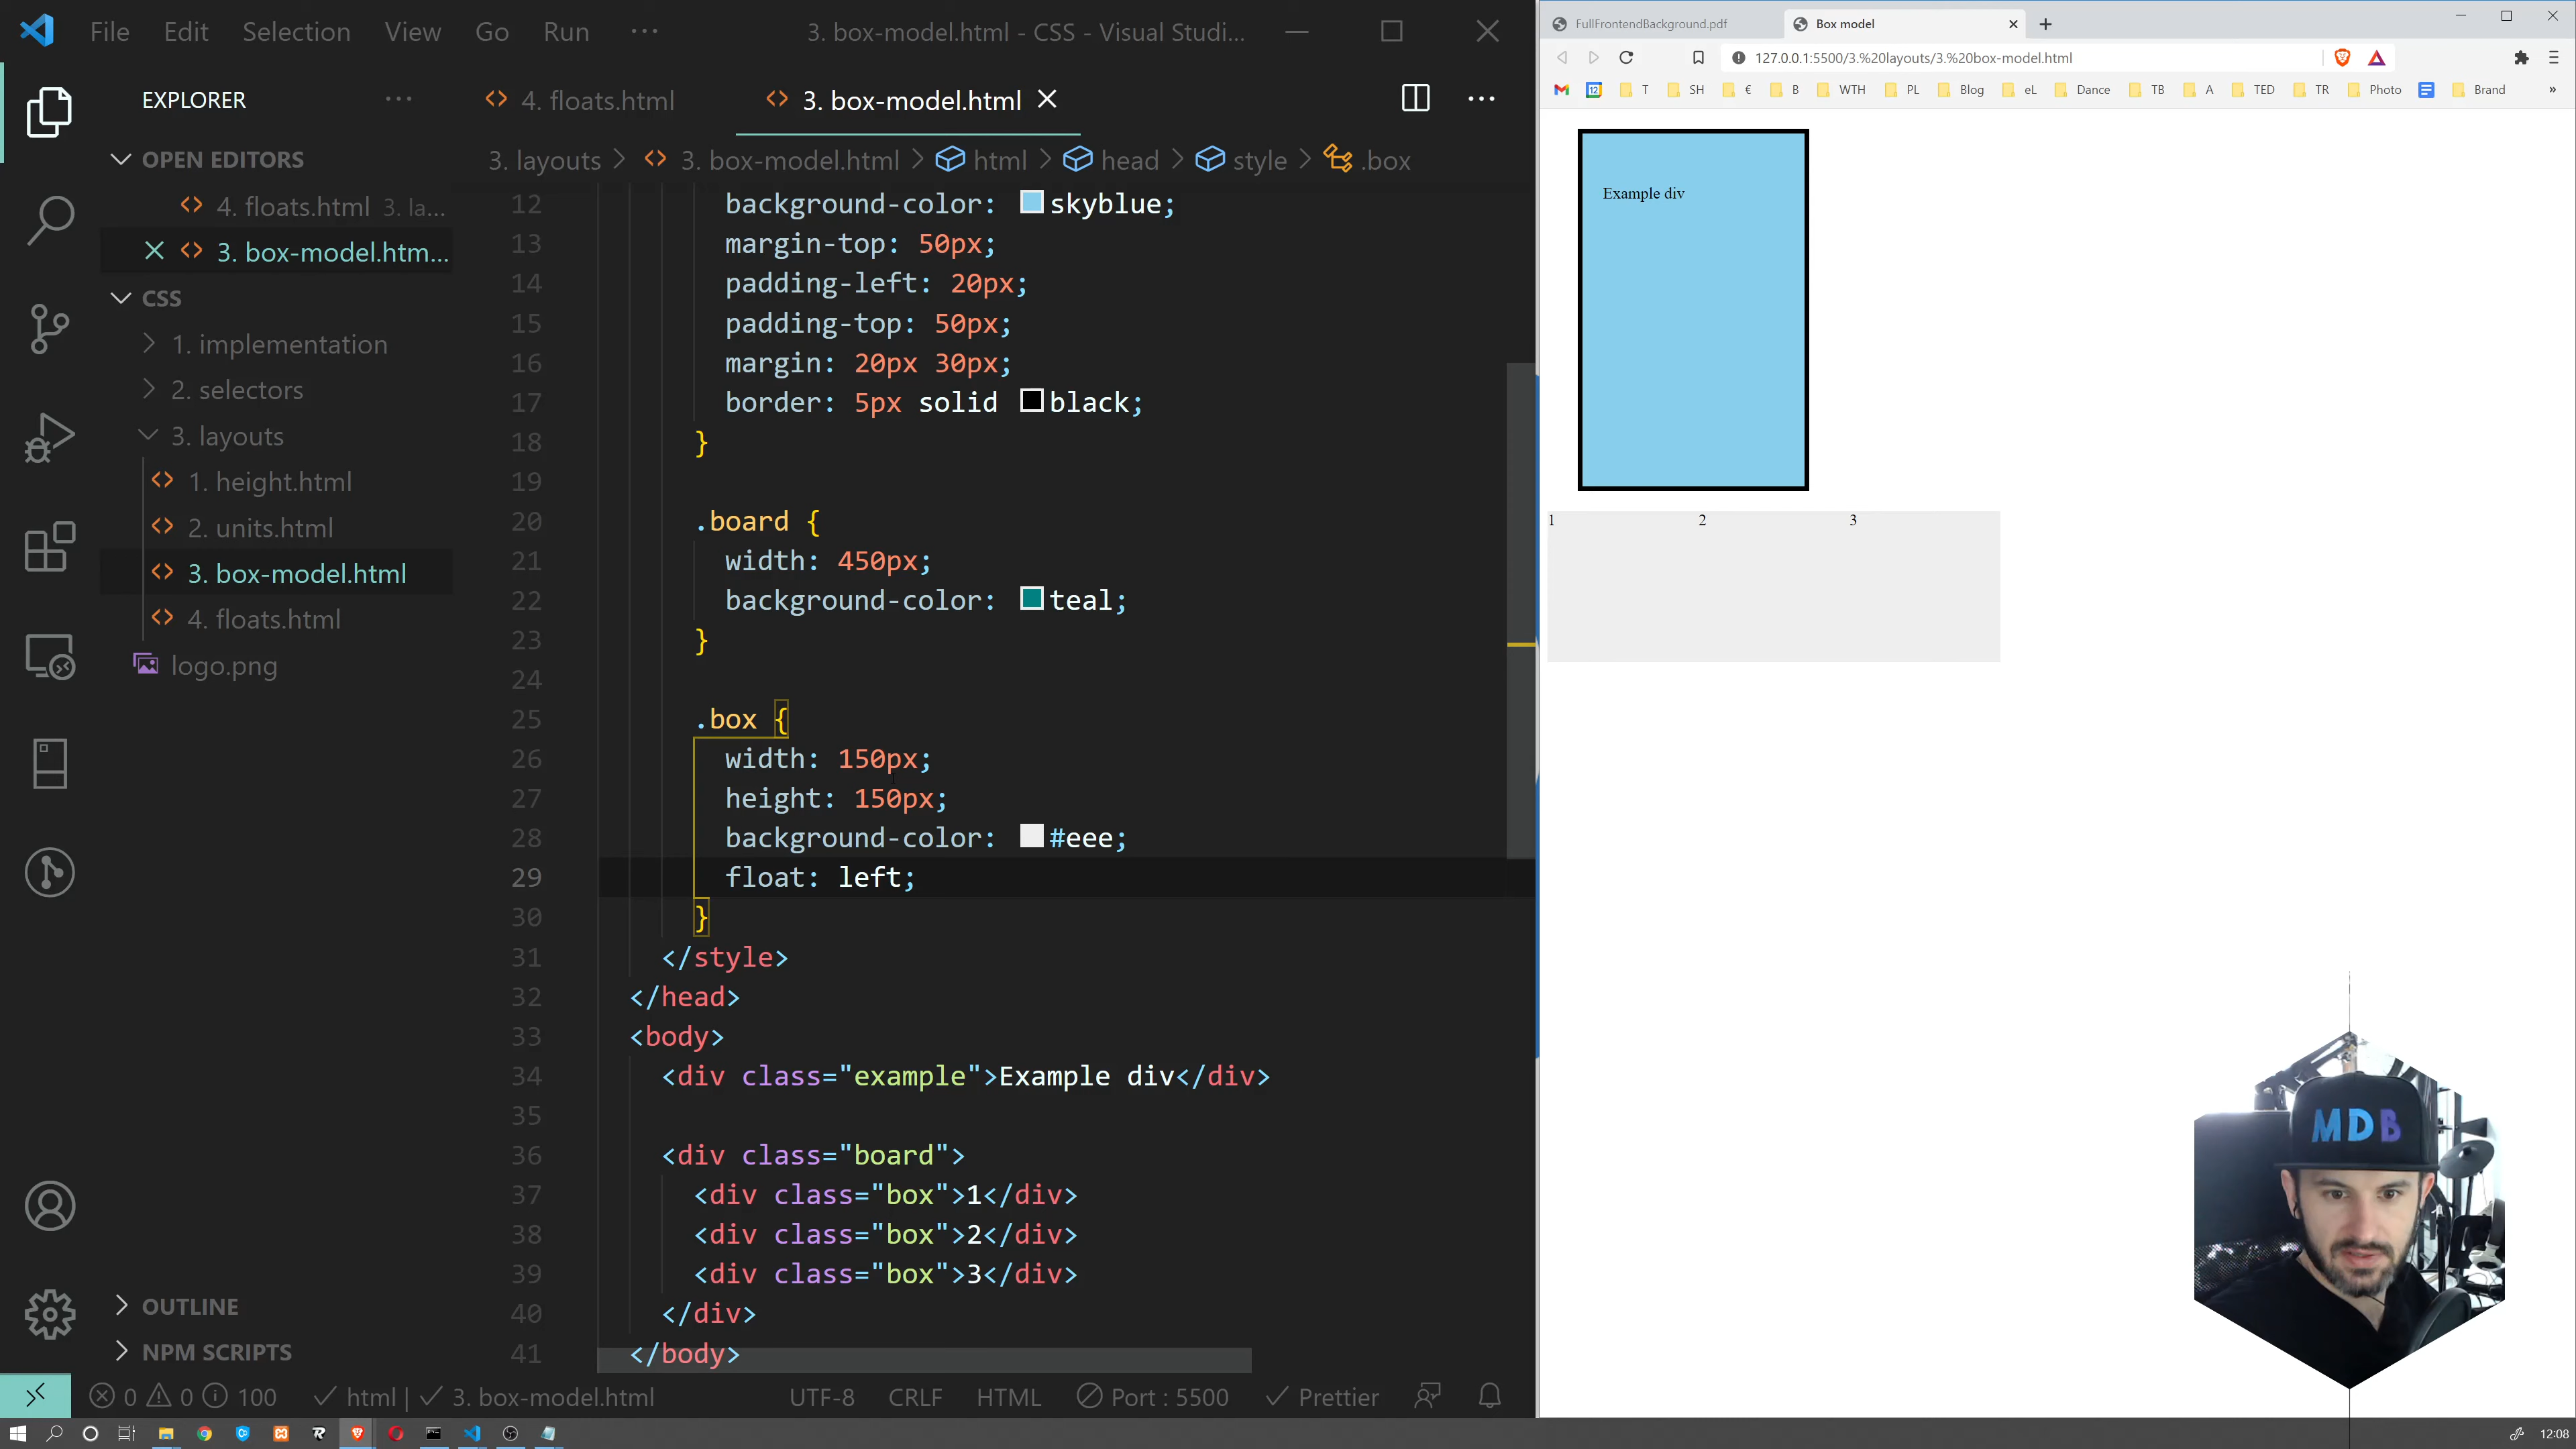 File Edit Selection View Go Run ··· 3. box-model.html - CSS - Visual Studi...
EXPLORER ···
OPEN EDITORS
4. floats.html 3. la...
3. box-model.htm...
CSS
1. implementation
2. selectors
3. layouts
1. height.html
2. units.html
3. box-model.html
4. floats.html
logo.png
OUTLINE
NPM SCRIPTS
4. floats.html 3. box-model.html
3. layouts > 3. box-model.html > html > head > style > .box
12 background-color: skyblue;
13 margin-top: 50px;
14 padding-left: 20px;
15 padding-top: 50px;
16 margin: 20px 30px;
17 border: 5px solid black;
18 }
19
20 .board {
21 width: 450px;
22 background-color: teal;
23 }
24
25 .box {
26 width: 150px;
27 height: 150px;
28 background-color: #eee;
29 float: left;
30 }
31 </style>
32 </head>
33 <body>
34 <div class="example">Example div</div>
35
36 <div class="board">
37 <div class="box">1</div>
38 <div class="box">2</div>
39 <div class="box">3</div>
40 </div>
41 </body>
0 0 100 html | 3. box-model.html UTF-8 CRLF HTML Port : 5500 Prettier
FullFrontendBackground.pdf Box model
127.0.0.1:5500/3.%20layouts/3.%20box-model.html
12 T SH € B WTH PL Blog eL Dance TB A TED TR Photo Brand »
Example div
1 2 3
MDB
12:08